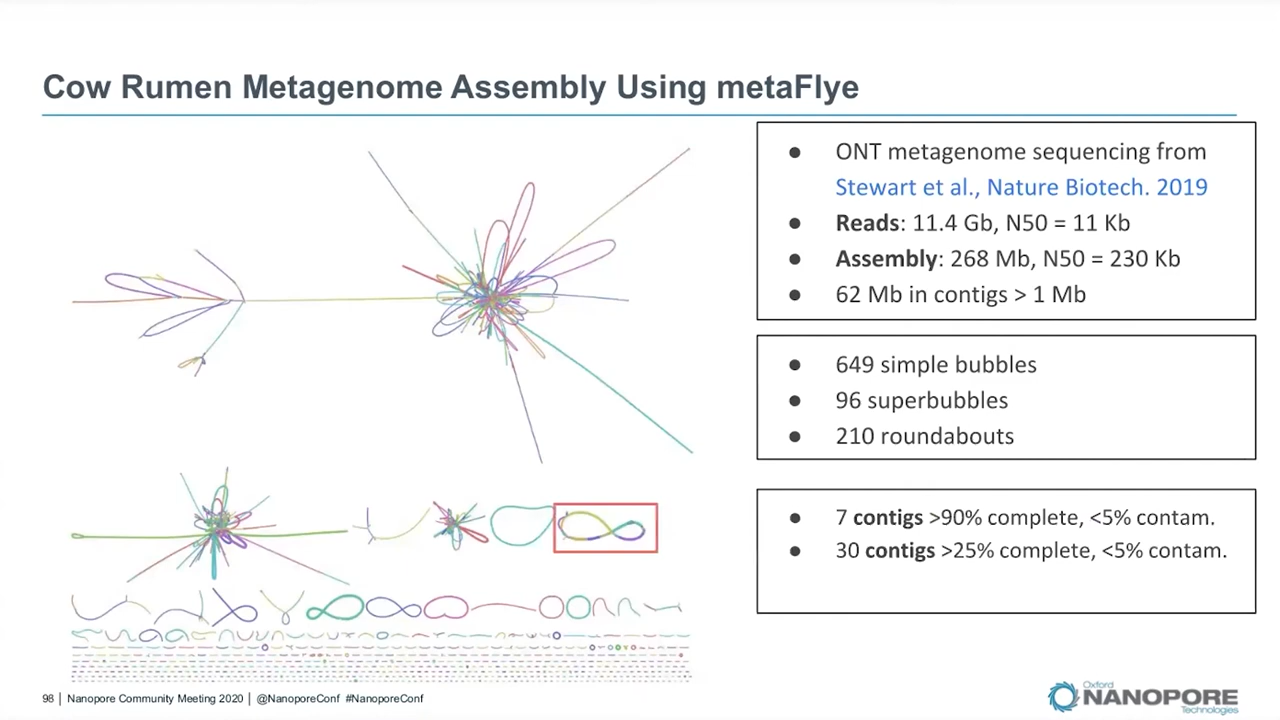 Cow Rumen Metagenome Assembly Using metaFlye
● ONT metagenome sequencing from
Stewart et al., Nature Biotech. 2019
● Reads: 11.4 Gb, N50 = 11 Kb
● Assembly: 268 Mb, N50 = 230 Kb
● 62 Mb in contigs > 1 Mb
● 649 simple bubbles
● 96 superbubbles
● 210 roundabouts
● 7 contigs >90% complete, <5% contam.
● 30 contigs >25% complete, <5% contam.
98 | Nanopore Community Meeting 2020 | @NanoporeConf #NanoporeConf
Oxford
NANOPORE
Technologies